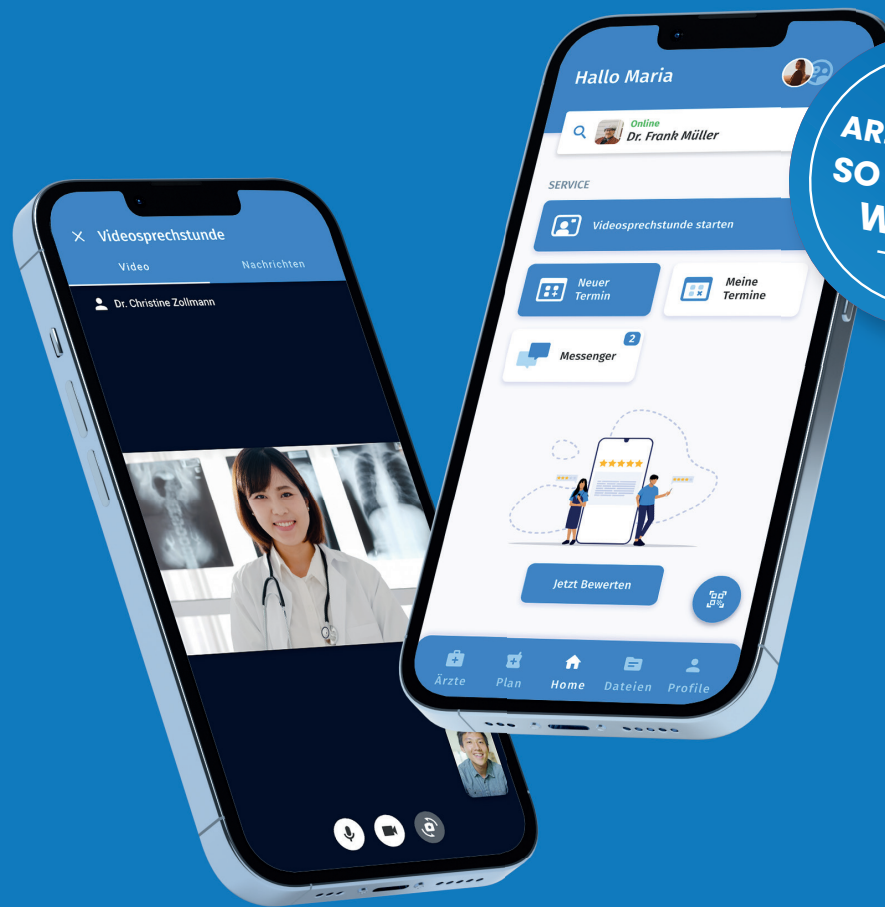 Videosprechstunde
Video
Nachrichten
Dr. Christine Zollmann
Hallo Maria
Online
Dr. Frank Müller
SERVICE
Videosprechstunde starten
Neuer
Termin
Meine
Termine
2
Messenger
Jetzt Bewerten
Ärzte
Plan
Home
Dateien
Profile
SO